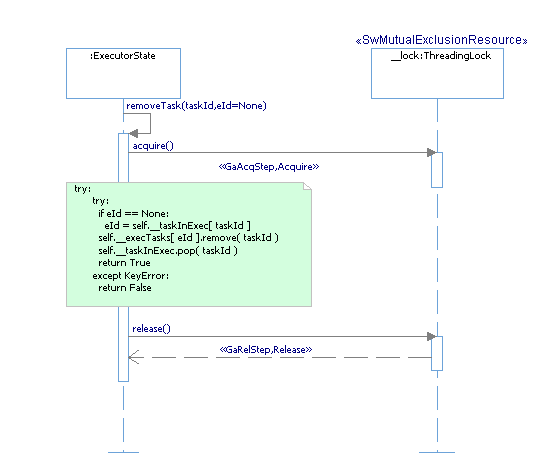 «SwMutualExclusionResource»
:ExecutorState
__lock:ThreadingLock
removeTask(taskId,eId=None)
acquire()
«GaAcqStep,Acquire»
try:
try:
if eId == None:
eId = self.__taskInExec[ taskId ]
self.__execTasks[ eId ].remove( taskId )
self.__taskInExec.pop( taskId )
return True
except KeyError:
return False
release()
«GaRelStep,Release»